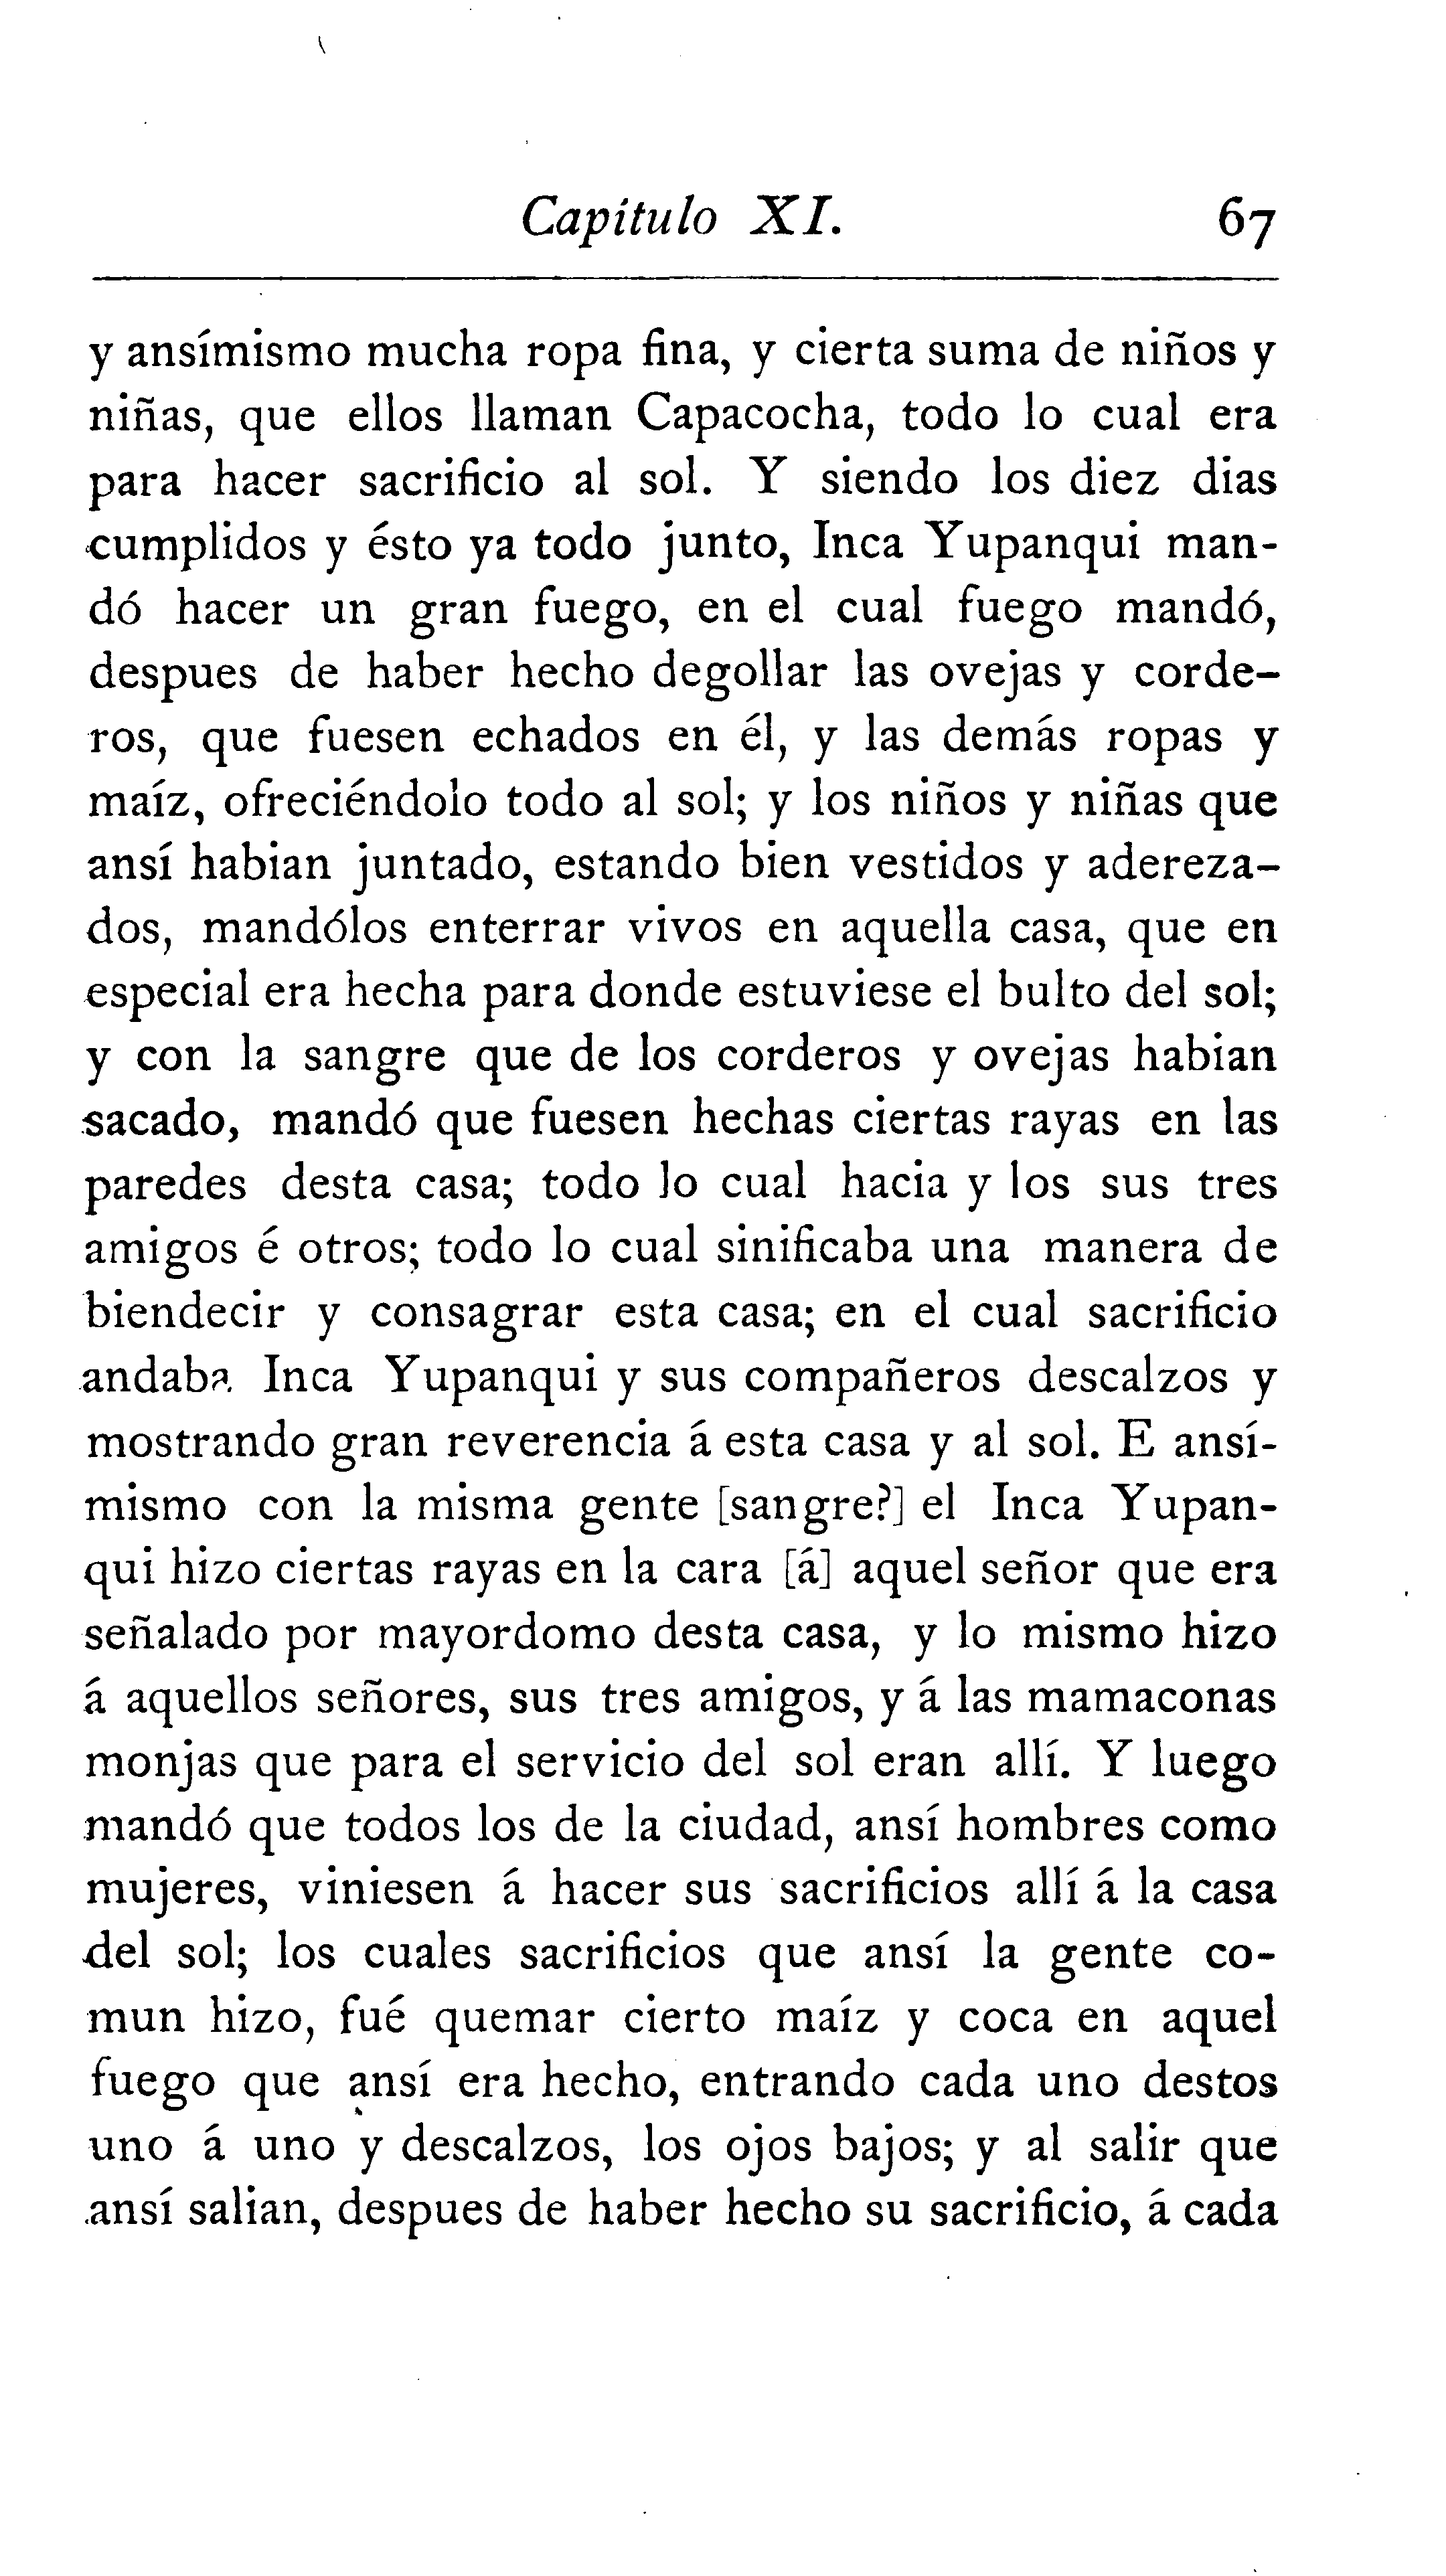 Capitulo XI. 67
y ansímismo mucha ropa fina, y cierta suma de niños y
niñas, que ellos llaman Capacocha, todo lo cual era
para hacer sacrificio al sol. Y siendo los diez dias
cumplidos y ésto ya todo junto, Inca Yupanqui man-
dó hacer un gran fuego, en el cual fuego mandó,
despues de haber hecho degollar las ovejas y corde-
ros, que fuesen echados en él, y las demás ropas y
maíz, ofreciéndolo todo al sol; y los niños y niñas que
ansí habian juntado, estando bien vestidos y adereza-
dos, mandólos enterrar vivos en aquella casa, que en
especial era hecha para donde estuviese el bulto del sol;
y con la sangre que de los corderos y ovejas habian
sacado, mandó que fuesen hechas ciertas rayas en las
paredes desta casa; todo lo cual hacia y los sus tres
amigos é otros; todo lo cual sinificaba una manera de
biendecir y consagrar esta casa; en el cual sacrificio
andaba Inca Yupanqui y sus compañeros descalzos y
mostrando gran reverencia á esta casa y al sol. E ansí-
mismo con la misma gente [sangre?] el Inca Yupan-
qui hizo ciertas rayas en la cara [á] aquel señor que era
señalado por mayordomo desta casa, y lo mismo hizo
á aquellos señores, sus tres amigos, y á las mamaconas
monjas que para el servicio del sol eran allí. Y luego
mandó que todos los de la ciudad, ansí hombres como
mujeres, viniesen á hacer sus sacrificios allí á la casa
del sol; los cuales sacrificios que ansí la gente co-
mun hizo, fué quemar cierto maíz y coca en aquel
fuego que ansí era hecho, entrando cada uno destos
uno á uno y descalzos, los ojos bajos; y al salir que
ansí salian, despues de haber hecho su sacrificio, á cada